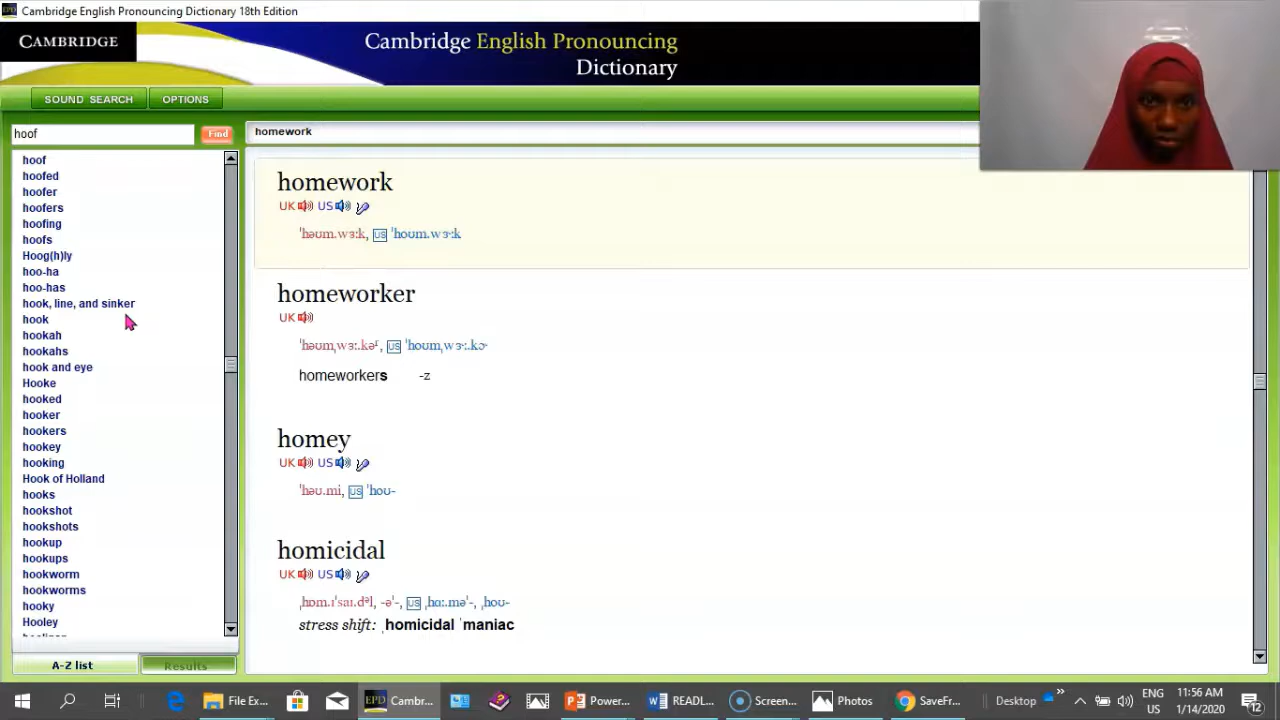 Cambridge English Pronouncing Dictionary 18th Edition
CAMBRIDGE
Cambridge English Pronouncing
Dictionary
SOUND SEARCH
OPTIONS
hoof
Find
hoof
hoofed
hoofer
hoofers
hoofing
hoofs
Hoog(h)ly
hoo-ha
hoo-has
hook, line, and sinker
hook
hookah
hookahs
hook and eye
Hooke
hooked
hooker
hookers
hookey
hooking
Hook of Holland
hooks
hookshot
hookshots
hookup
hookups
hookworm
hookworms
hooky
Hooley
A-Z list
Results
homework
homework
UK US
ˈhəʊm.wɜːk, US ˈhoʊm.wɝːk
homeworker
UK
ˈhəʊmˌwɜː.kəʳ, US ˈhoʊmˌwɝː.kɚ
homeworkers -z
homey
UK US
ˈhəʊ.mi, US ˈhoʊ-
homicidal
UK US
ˌhɒm.ɪˈsaɪ.dᵊl, -əˈ-, US ˌhɑː.məˈ-, ˌhoʊ-
stress shift: ˌhomicidal ˈmaniac
EPD
File Ex...
Cambr...
Power...
READL...
Screen...
Photos
SaveFr...
Desktop
ENG
US
11:56 AM
1/14/2020
12